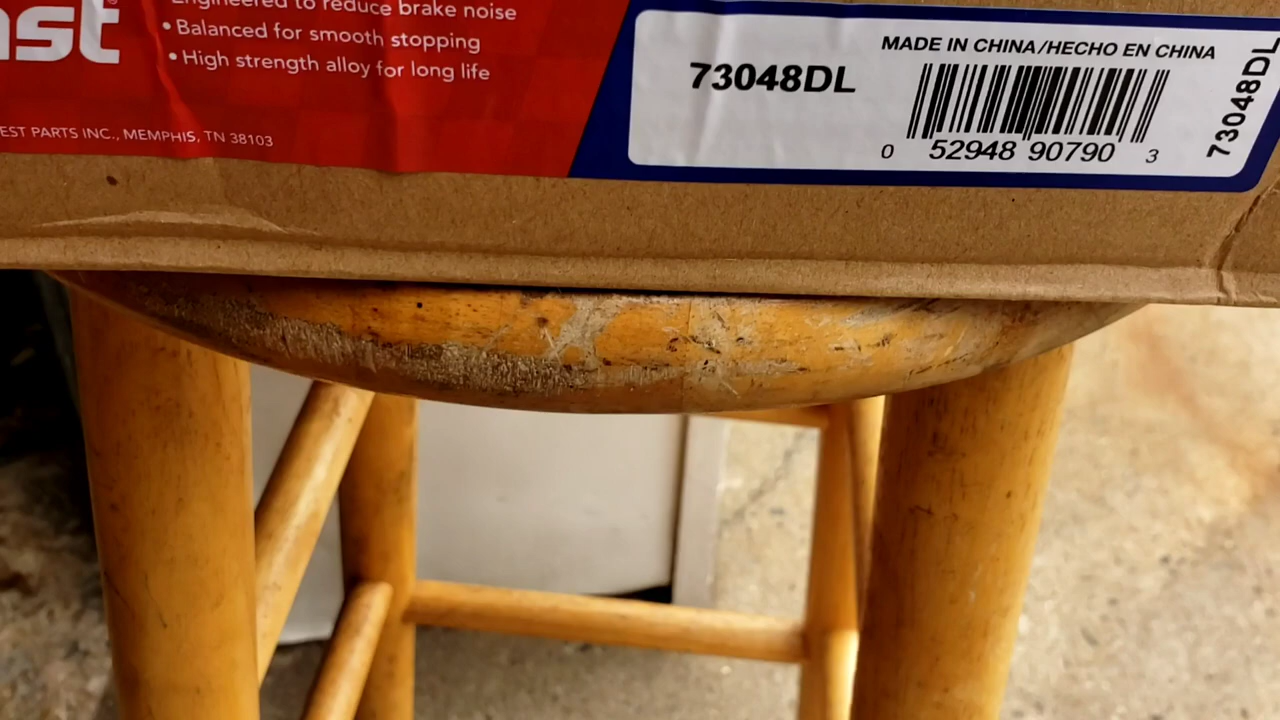 Engineered to reduce brake noise
• Balanced for smooth stopping
• High strength alloy for long life
EST PARTS INC., MEMPHIS, TN 38103
ast
MADE IN CHINA/HECHO EN CHINA
73048DL
0 52948 90790 3
73048DL